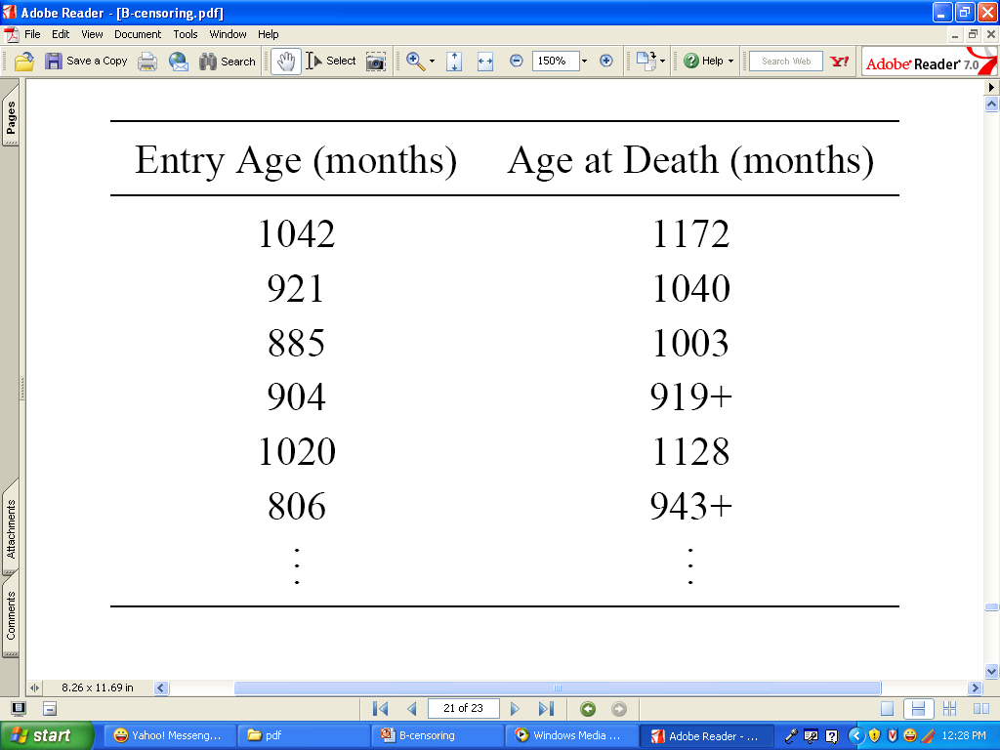 Adobe Reader - [B-censoring.pdf]
File Edit View Document Tools Window Help
Save a Copy Search Select 150% Help Search Web Y! Adobe Reader 7.0
Pages
Entry Age (months) Age at Death (months)
1042 1172
921 1040
885 1003
904 919+
1020 1128
806 943+
⋮ ⋮
Attachments
Comments
8.26 x 11.69 in
21 of 23
start Yahoo! Messeng... pdf B-censoring Windows Media ... Adobe Reader - ... 12:28 PM